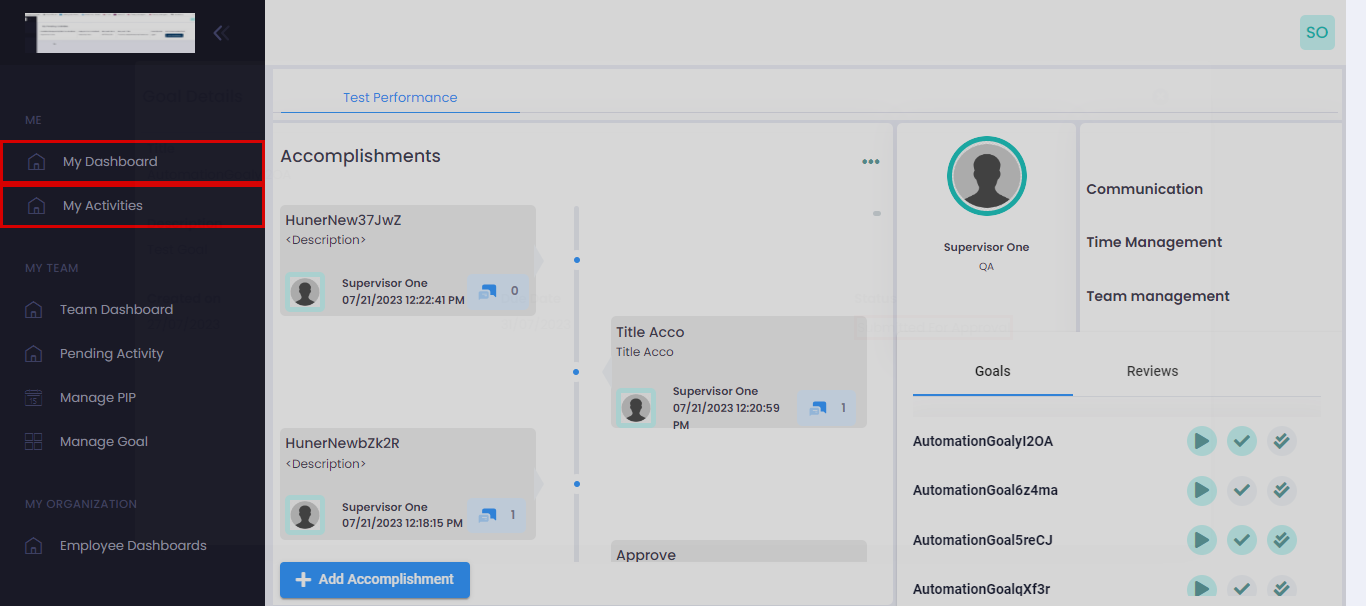 SO
ME
My Dashboard
My Activities
MY TEAM
Team Dashboard
Pending Activity
Manage PIP
Manage Goal
MY ORGANIZATION
Employee Dashboards
Test Performance
Accomplishments
HunerNew37JwZ
<Description>
Supervisor One
07/21/2023 12:22:41 PM
0
Title Acco
Title Acco
Supervisor One
07/21/2023 12:20:59
PM
1
HunerNewbZk2R
<Description>
Supervisor One
07/21/2023 12:18:15 PM
1
Approve
Add Accomplishment
Supervisor One
QA
Communication
Time Management
Team management
Goals
Reviews
AutomationGoalyI2OA
AutomationGoal6z4ma
AutomationGoal5reCJ
AutomationGoalqXf3r